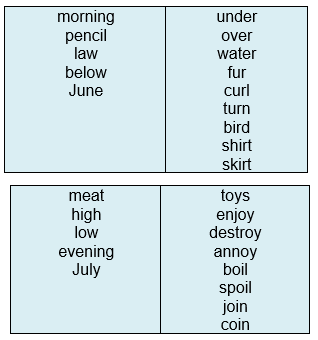 morning
pencil
law
below
June
under
over
water
fur
curl
turn
bird
shirt
skirt
meat
high
low
evening
July
toys
enjoy
destroy
annoy
boil
spoil
join
coin